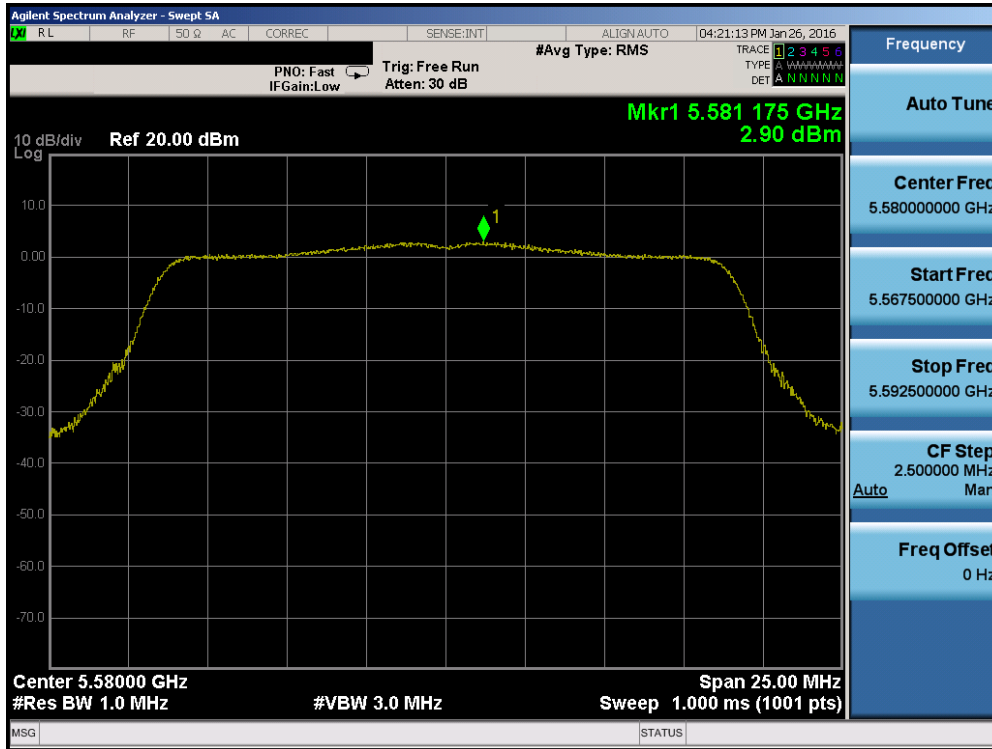 Agilent Spectrum Analyzer - Swept SA
LXI RL RF 50 Ω AC CORREC SENSE:INT ALIGN AUTO 04:21:13 PM Jan 26, 2016
#Avg Type: RMS
TRACE 1 2 3 4 5 6
PNO: Fast Trig: Free Run
TYPE A WWWWW
IFGain:Low Atten: 30 dB
DET A N N N N N
Mkr1 5.581 175 GHz
2.90 dBm
10 dB/div Ref 20.00 dBm
Log
10.0
1
0.00
-10.0
-20.0
-30.0
-40.0
-50.0
-60.0
-70.0
Center 5.58000 GHz Span 25.00 MHz
#Res BW 1.0 MHz #VBW 3.0 MHz Sweep 1.000 ms (1001 pts)
MSG STATUS
Frequency
Auto Tune
Center Freq
5.580000000 GHz
Start Freq
5.567500000 GHz
Stop Freq
5.592500000 GHz
CF Step
2.500000 MHz
Auto Man
Freq Offset
0 Hz